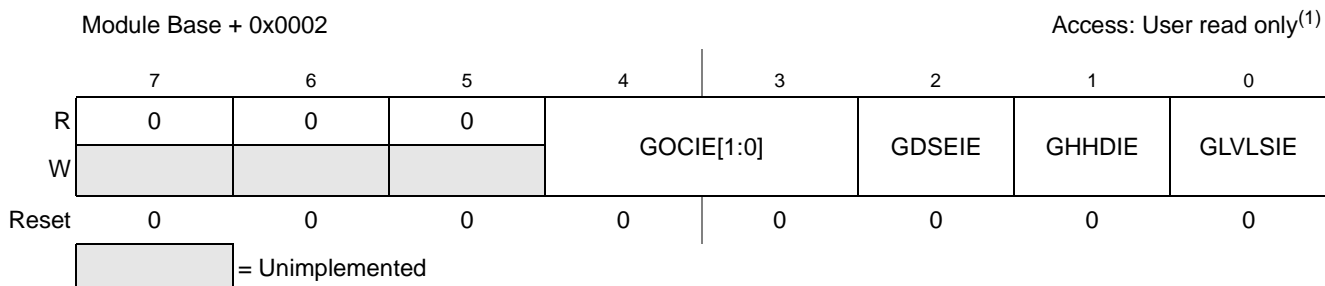 Module Base + 0x0002 Access: User read only(1)
7 6 5 4 3 2 1 0
R 0 0 0 GOCIE[1:0] GDSEIE GHHDIE GLVLSIE
W
Reset 0 0 0 0 0 0 0 0
= Unimplemented